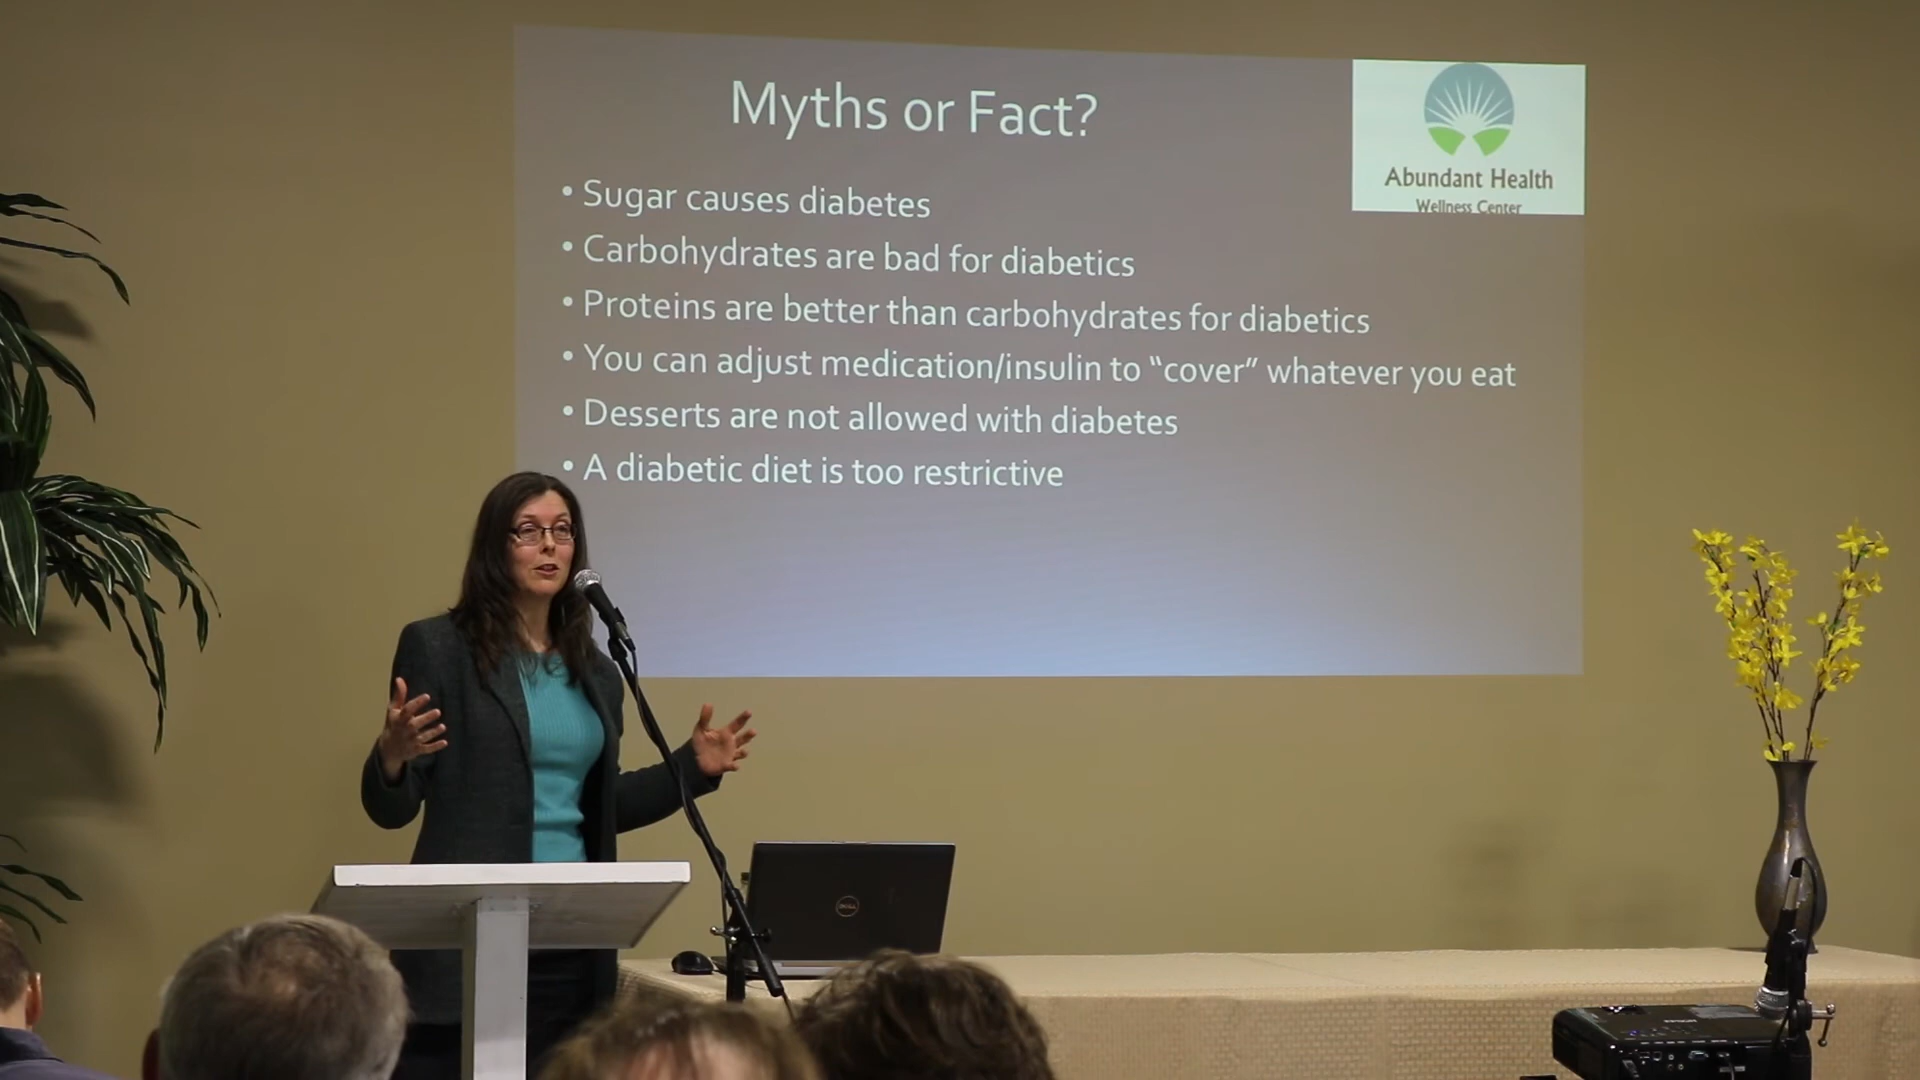 Myths or Fact?
Abundant Health
Wellness Center
• Sugar causes diabetes
• Carbohydrates are bad for diabetics
• Proteins are better than carbohydrates for diabetics
• You can adjust medication/insulin to “cover” whatever you eat
• Desserts are not allowed with diabetes
• A diabetic diet is too restrictive
DELL
EPSON